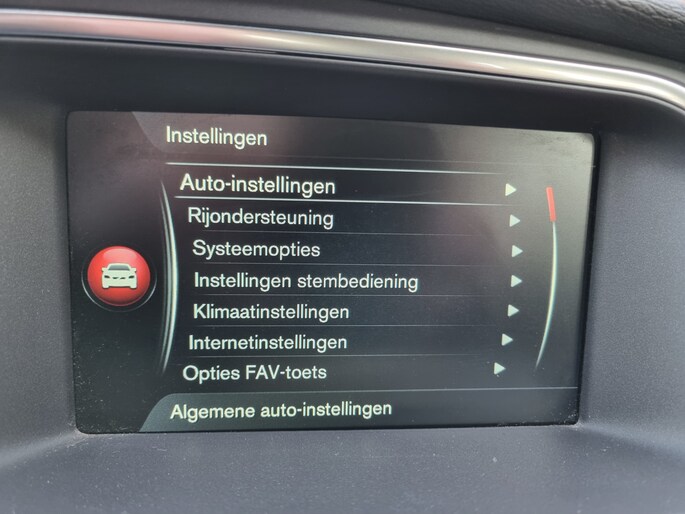 Instellingen
Auto-instellingen
Rijondersteuning
Systeemopties
Instellingen stembediening
Klimaatinstellingen
Internetinstellingen
Opties FAV-toets
Algemene auto-instellingen